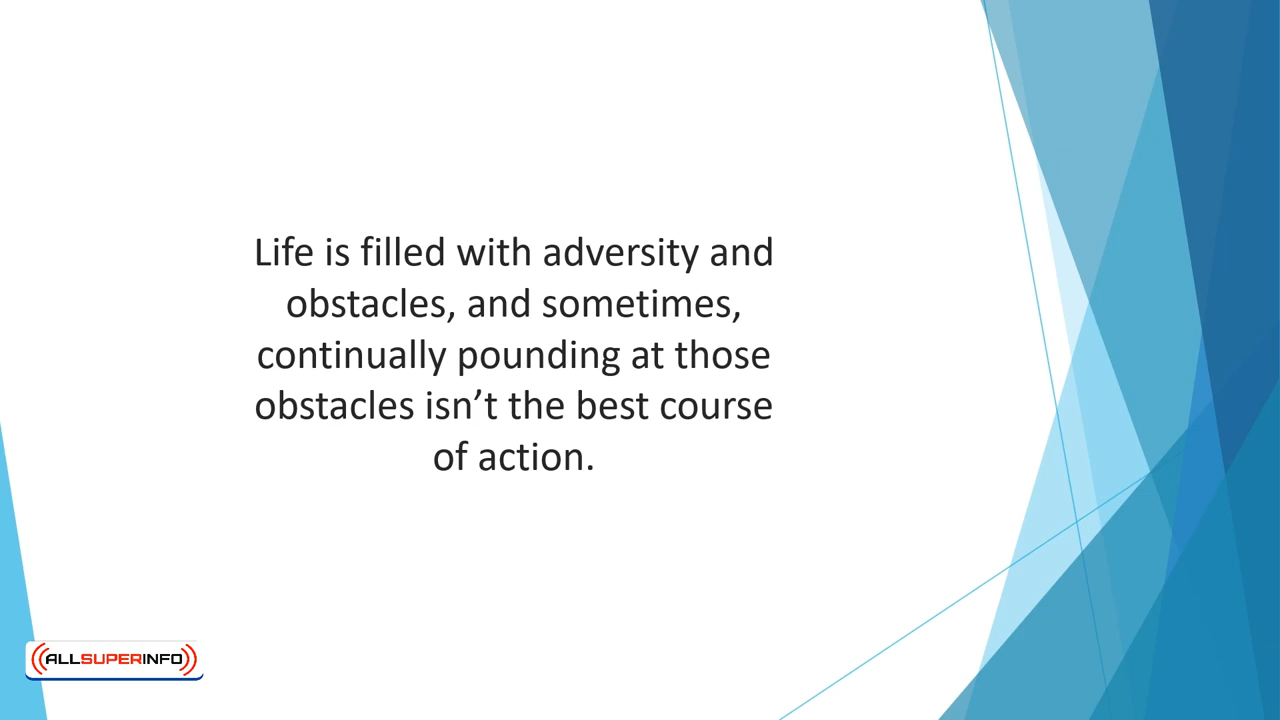 Life is filled with adversity and
obstacles, and sometimes,
continually pounding at those
obstacles isn’t the best course
of action.
ALLSUPERINFO